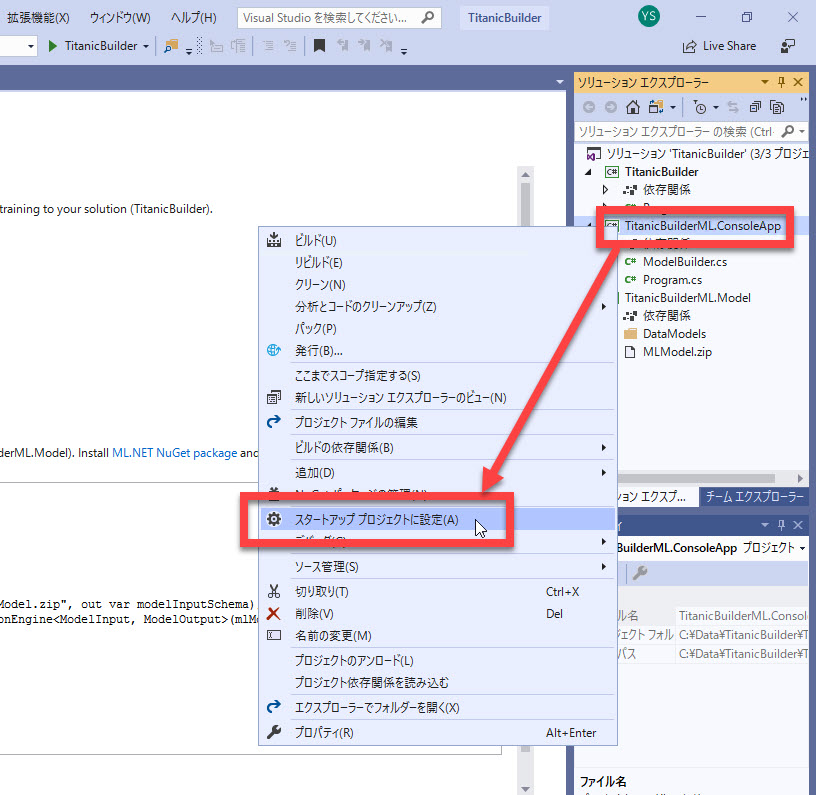 拡張機能(X) ウィンドウ(W) ヘルプ(H) Visual Studio を検索してください... TitanicBuilder YS
TitanicBuilder Live Share
ソリューション エクスプローラー
ソリューション エクスプローラー の検索 (Ctrl·
ソリューション 'TitanicBuilder' (3/3 プロジェ
TitanicBuilder
依存関係
training to your solution (TitanicBuilder).
TitanicBuilderML.ConsoleApp
ModelBuilder.cs
Program.cs
TitanicBuilderML.Model
依存関係
DataModels
MLModel.zip
ビルド(U)
リビルド(E)
クリーン(N)
分析とコードのクリーンアップ(Z)
パック(P)
発行(B)...
ここまでスコープ指定する(S)
新しいソリューション エクスプローラーのビュー(N)
プロジェクト ファイルの編集
ビルドの依存関係(B)
追加(D)
スタートアップ プロジェクトに設定(A)
ソース管理(S)
切り取り(T) Ctrl+X
削除(V) Del
名前の変更(M)
プロジェクトのアンロード(L)
プロジェクト依存関係を読み込む
エクスプローラーでフォルダーを開く(X)
プロパティ(R) Alt+Enter
derML.Model). Install ML.NET NuGet package and
Model.zip", out var modelInputSchema)
onEngine<ModelInput, ModelOutput>(mlMo
ション エクスプ... チーム エクスプローラー
BuilderML.ConsoleApp プロジェクト
ル名 TitanicBuilderML.Consol
ジェクト フォル C:¥Data¥TitanicBuilder¥T
パス C:¥Data¥TitanicBuilder¥T
ファイル名